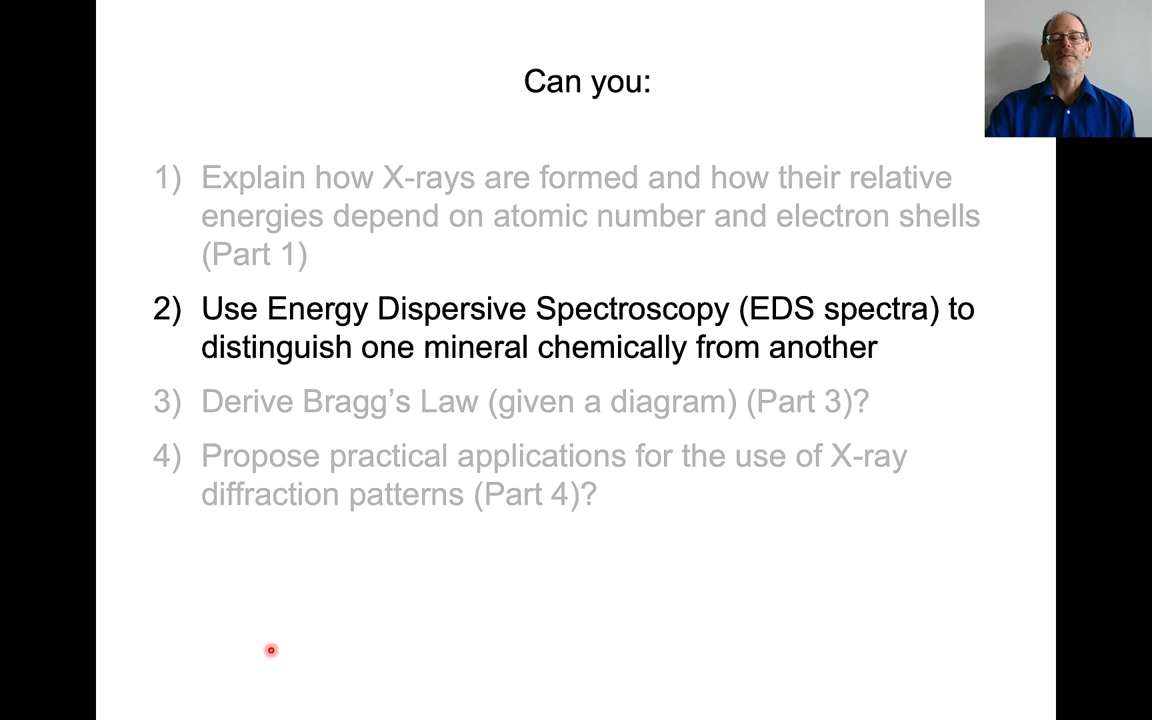 Can you:
1) Explain how X-rays are formed and how their relative
energies depend on atomic number and electron shells
(Part 1)
2) Use Energy Dispersive Spectroscopy (EDS spectra) to
distinguish one mineral chemically from another
3) Derive Bragg’s Law (given a diagram) (Part 3)?
4) Propose practical applications for the use of X-ray
diffraction patterns (Part 4)?